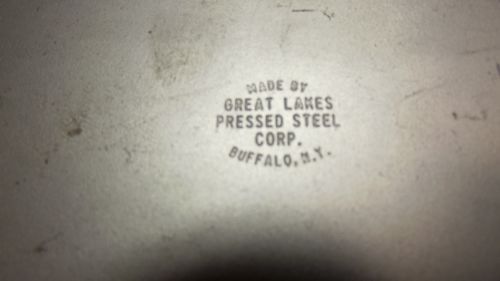 MADE BY
GREAT LAKES
PRESSED STEEL
CORP.
BUFFALO, N.Y.